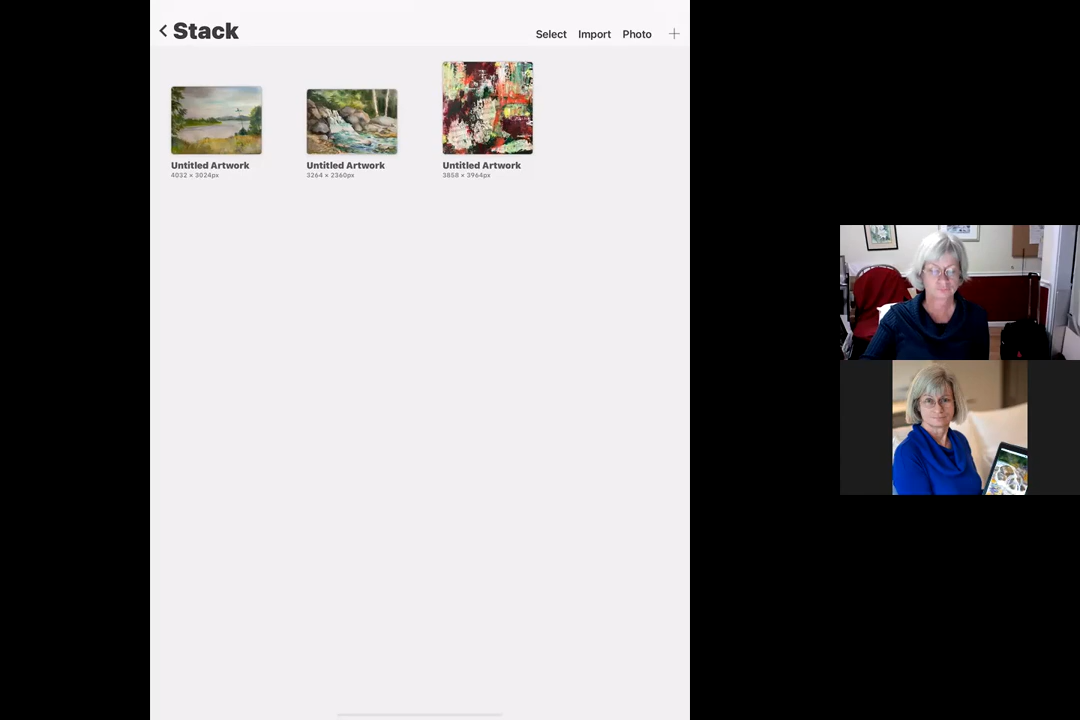 Stack
Select Import Photo
Untitled Artwork
4032 × 3024px
Untitled Artwork
3264 × 2360px
Untitled Artwork
3858 × 3964px